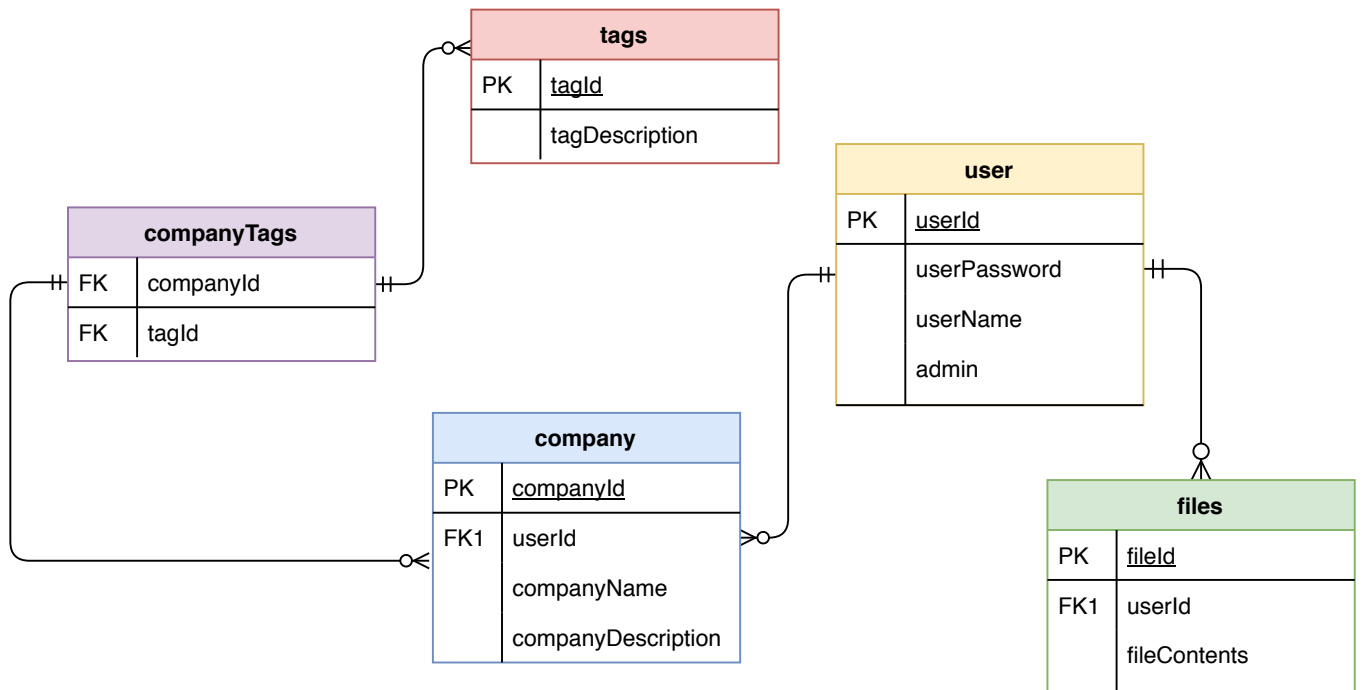 tags
PK tagId
tagDescription
user
PK userId
userPassword
userName
admin
companyTags
FK companyId
FK tagId
company
PK companyId
FK1 userId
companyName
companyDescription
files
PK fileId
FK1 userId
fileContents